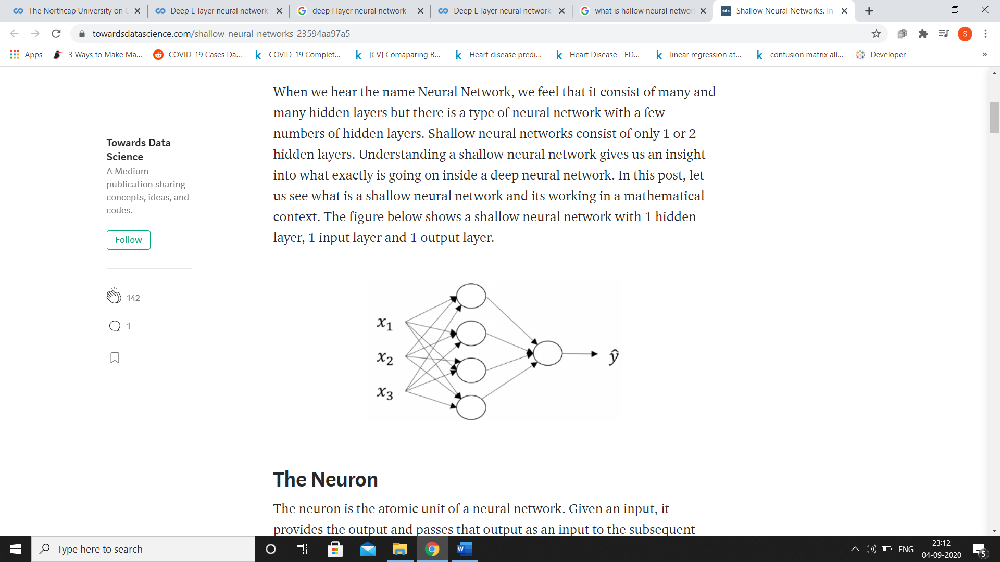 The Northcap University on C
Deep L-layer neural network
deep l layer neural network -
Deep L-layer neural network
what is hallow neural networ
tds Shallow Neural Networks. In
towardsdatascience.com/shallow-neural-networks-23594aa97a5
S
Apps
3 Ways to Make Ma...
COVID-19 Cases Da...
k COVID-19 Complet...
k [CV] Comaparing B...
k Heart disease predi...
k Heart Disease - ED...
k linear regression at...
k confusion matrix all...
Developer
»
When we hear the name Neural Network, we feel that it consist of many and
many hidden layers but there is a type of neural network with a few
numbers of hidden layers. Shallow neural networks consist of only 1 or 2
hidden layers. Understanding a shallow neural network gives us an insight
into what exactly is going on inside a deep neural network. In this post, let
us see what is a shallow neural network and its working in a mathematical
context. The figure below shows a shallow neural network with 1 hidden
layer, 1 input layer and 1 output layer.
Towards Data
Science
A Medium
publication sharing
concepts, ideas, and
codes.
Follow
142
1
x1
x2
x3
ŷ
The Neuron
The neuron is the atomic unit of a neural network. Given an input, it
provides the output and passes that output as an input to the subsequent
Type here to search
W
ENG
23:12
04-09-2020
5